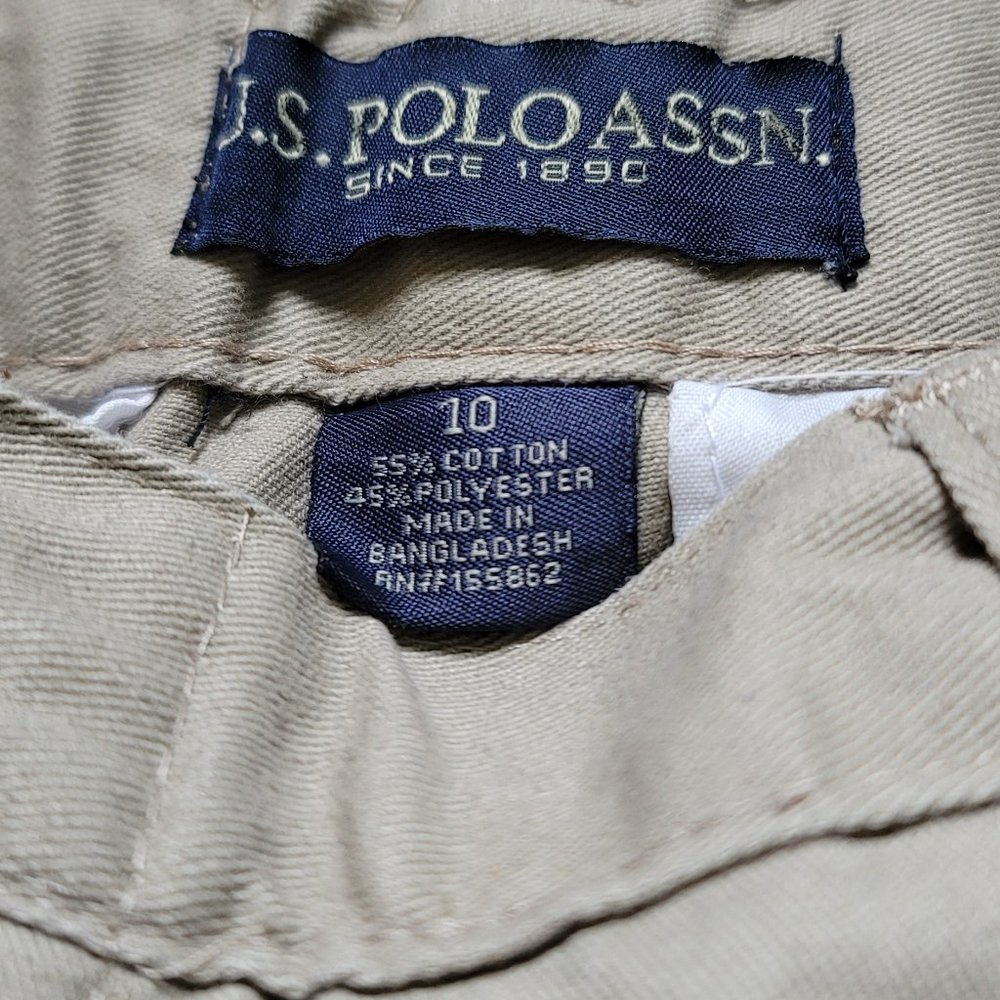 U.S. POLO ASSN.
SINCE 1890
10
55% COTTON
45% POLYESTER
MADE IN
BANGLADESH
RN#155862